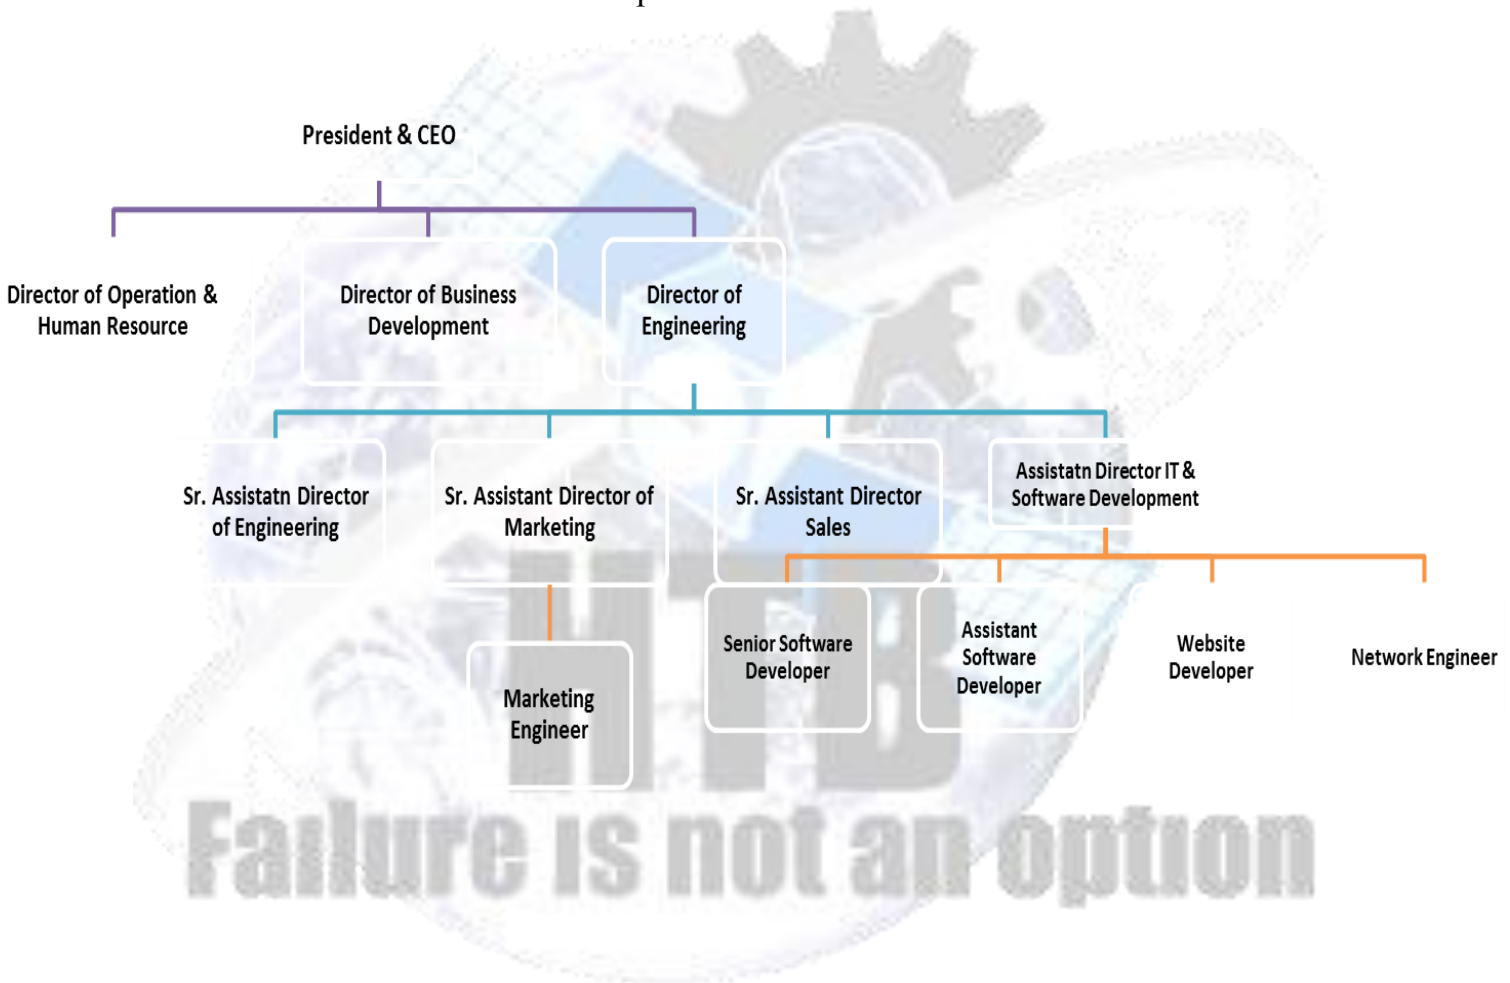 President & CEO
Director of Operation &
Human Resource
Director of Business
Development
Director of
Engineering
Sr. Assistatn Director
of Engineering
Sr. Assistant Director of
Marketing
Sr. Assistant Director
Sales
Assistatn Director IT &
Software Development
Marketing
Engineer
Senior Software
Developer
Assistant
Software
Developer
Website
Developer
Network Engineer
HTB
Failure is not an option